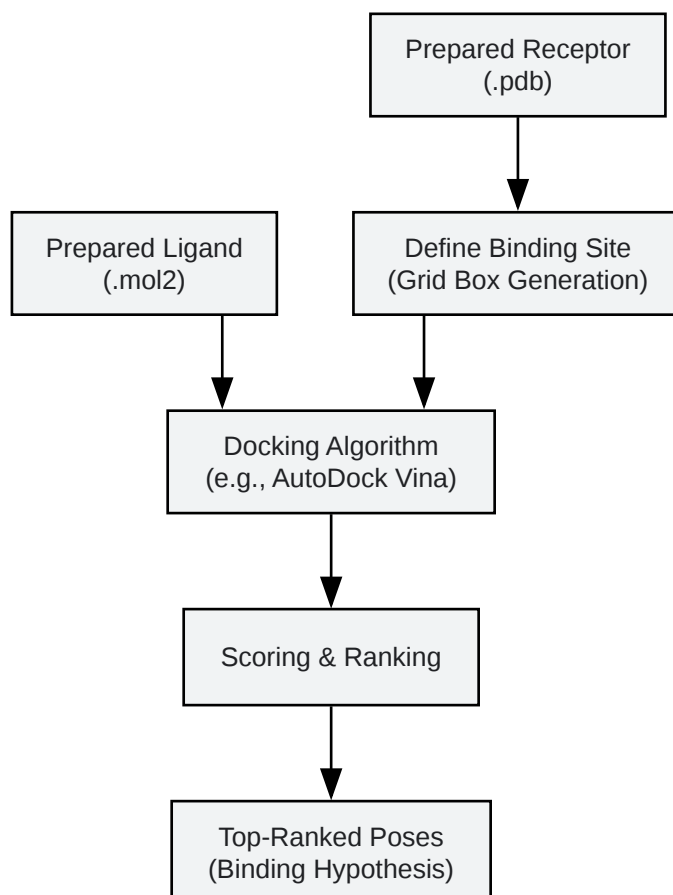 Prepared Receptor
(.pdb)
Prepared Ligand
(.mol2)
Define Binding Site
(Grid Box Generation)
Docking Algorithm
(e.g., AutoDock Vina)
Scoring & Ranking
Top-Ranked Poses
(Binding Hypothesis)